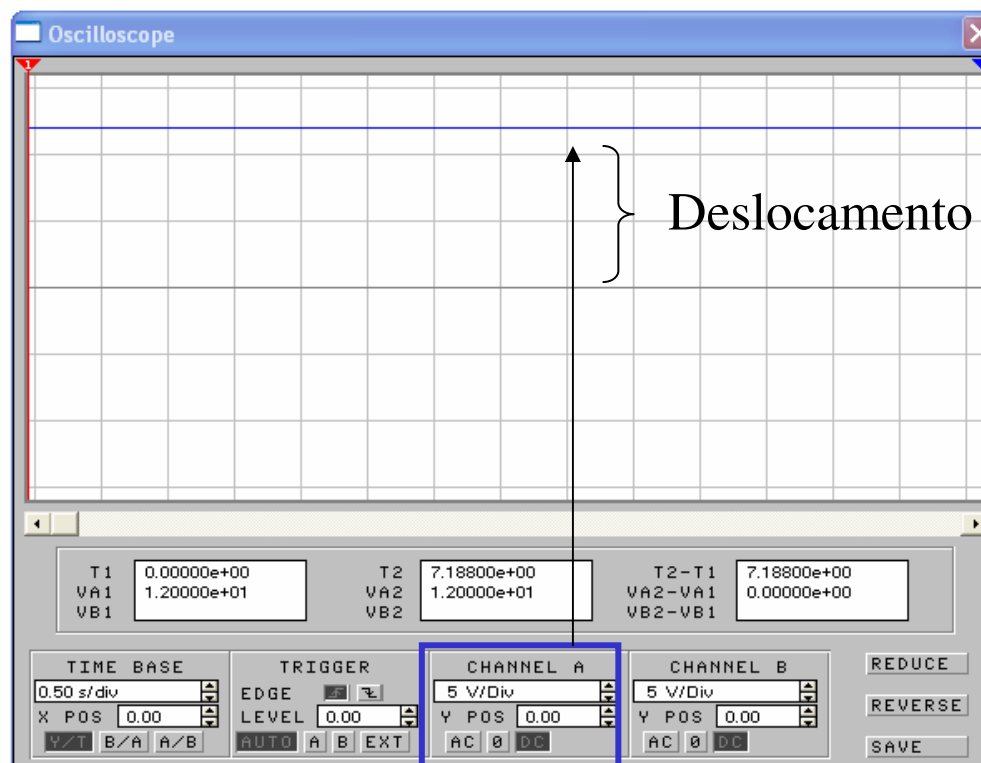 Oscilloscope
1
Deslocamento
T1 0.00000e+00 T2 7.18800e+00 T2-T1 7.18800e+00
VA1 1.20000e+01 VA2 1.20000e+01 VA2-VA1 0.00000e+00
VB1 VB2 VB2-VB1
TIME BASE TRIGGER CHANNEL A CHANNEL B REDUCE
0.50 s/div EDGE 5 V/Div 5 V/Div
X POS 0.00 LEVEL 0.00 Y POS 0.00 Y POS 0.00 REVERSE
Y/T B/A A/B AUTO A B EXT AC 0 DC AC 0 DC SAVE